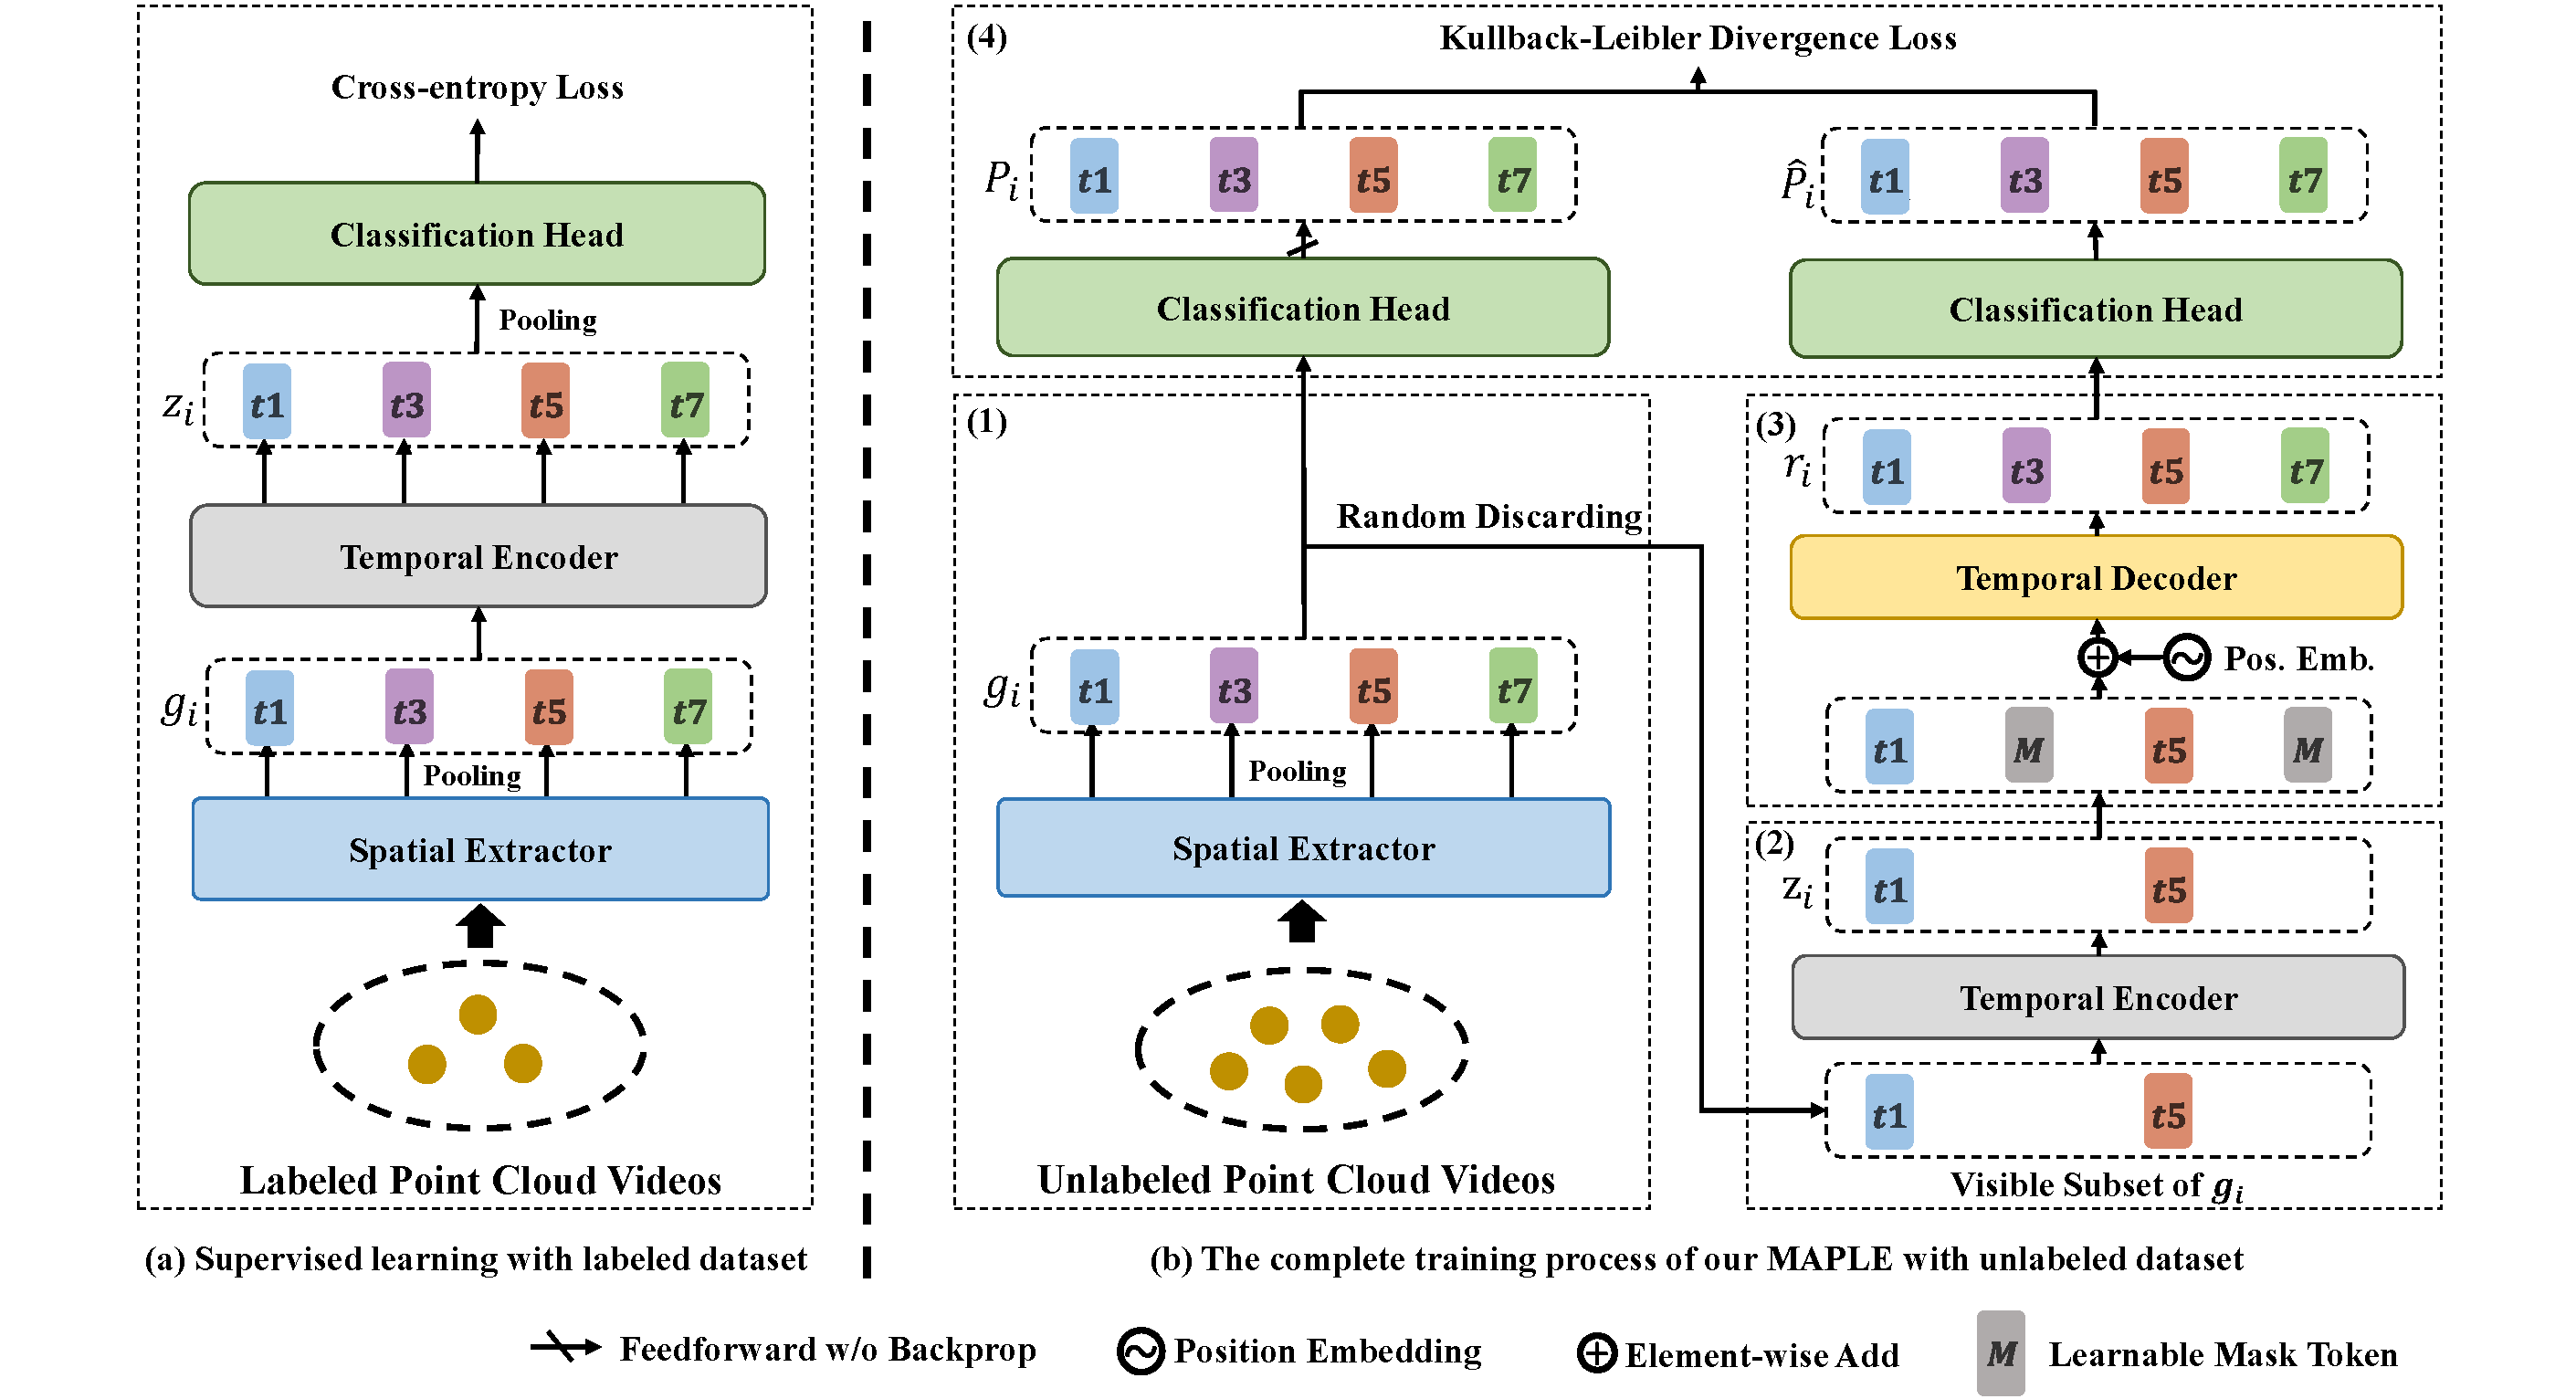 Cross-entropy Loss
Classification Head
Pooling
z_i
t1 t3 t5 t7
Temporal Encoder
g_i
t1 t3 t5 t7
Pooling
Spatial Extractor
Labeled Point Cloud Videos
(a) Supervised learning with labeled dataset
(4)
Kullback-Leibler Divergence Loss
P_i
t1 t3 t5 t7
P̂_i
t1 t3 t5 t7
Classification Head
Classification Head
(1)
Random Discarding
g_i
t1 t3 t5 t7
Pooling
Spatial Extractor
Unlabeled Point Cloud Videos
(3)
r_i
t1 t3 t5 t7
Temporal Decoder
Pos. Emb.
t1 M t5 M
(2)
z_i
t1 t5
Temporal Encoder
t1 t5
Visible Subset of g_i
(b) The complete training process of our MAPLE with unlabeled dataset
Feedforward w/o Backprop
Position Embedding
Element-wise Add
M
Learnable Mask Token